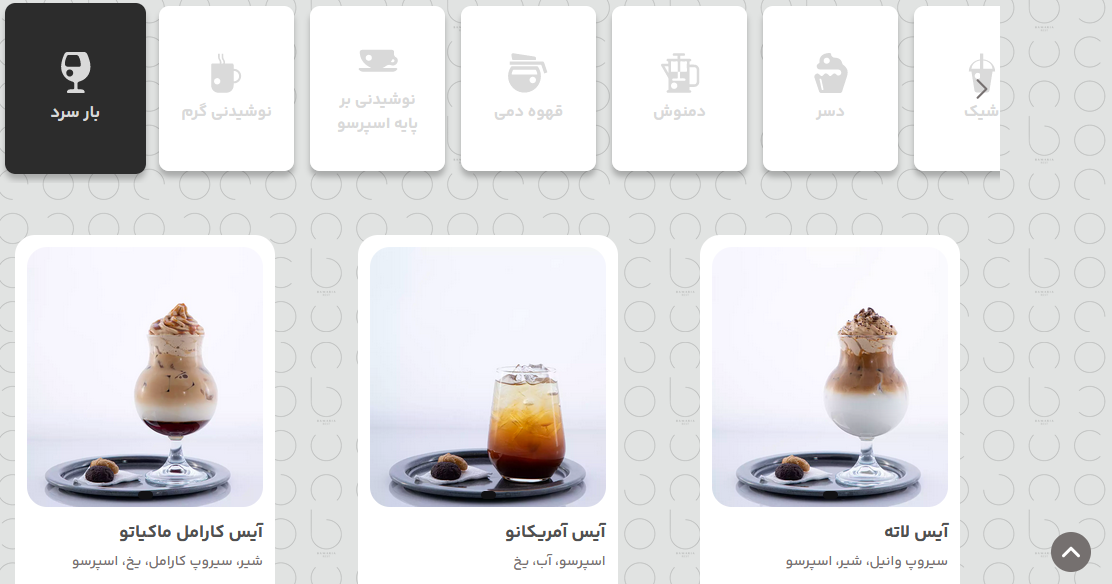 بار سرد
نوشیدنی گرم
نوشیدنی بر
پایه اسپرسو
قهوه دمی
دمنوش
دسر
شیک
آیس کارامل ماکیاتو
شیر، سیروپ کارامل، یخ، اسپرسو
آیس آمریکانو
اسپرسو، آب، یخ
آیس لاته
سیروپ وانیل، شیر، اسپرسو